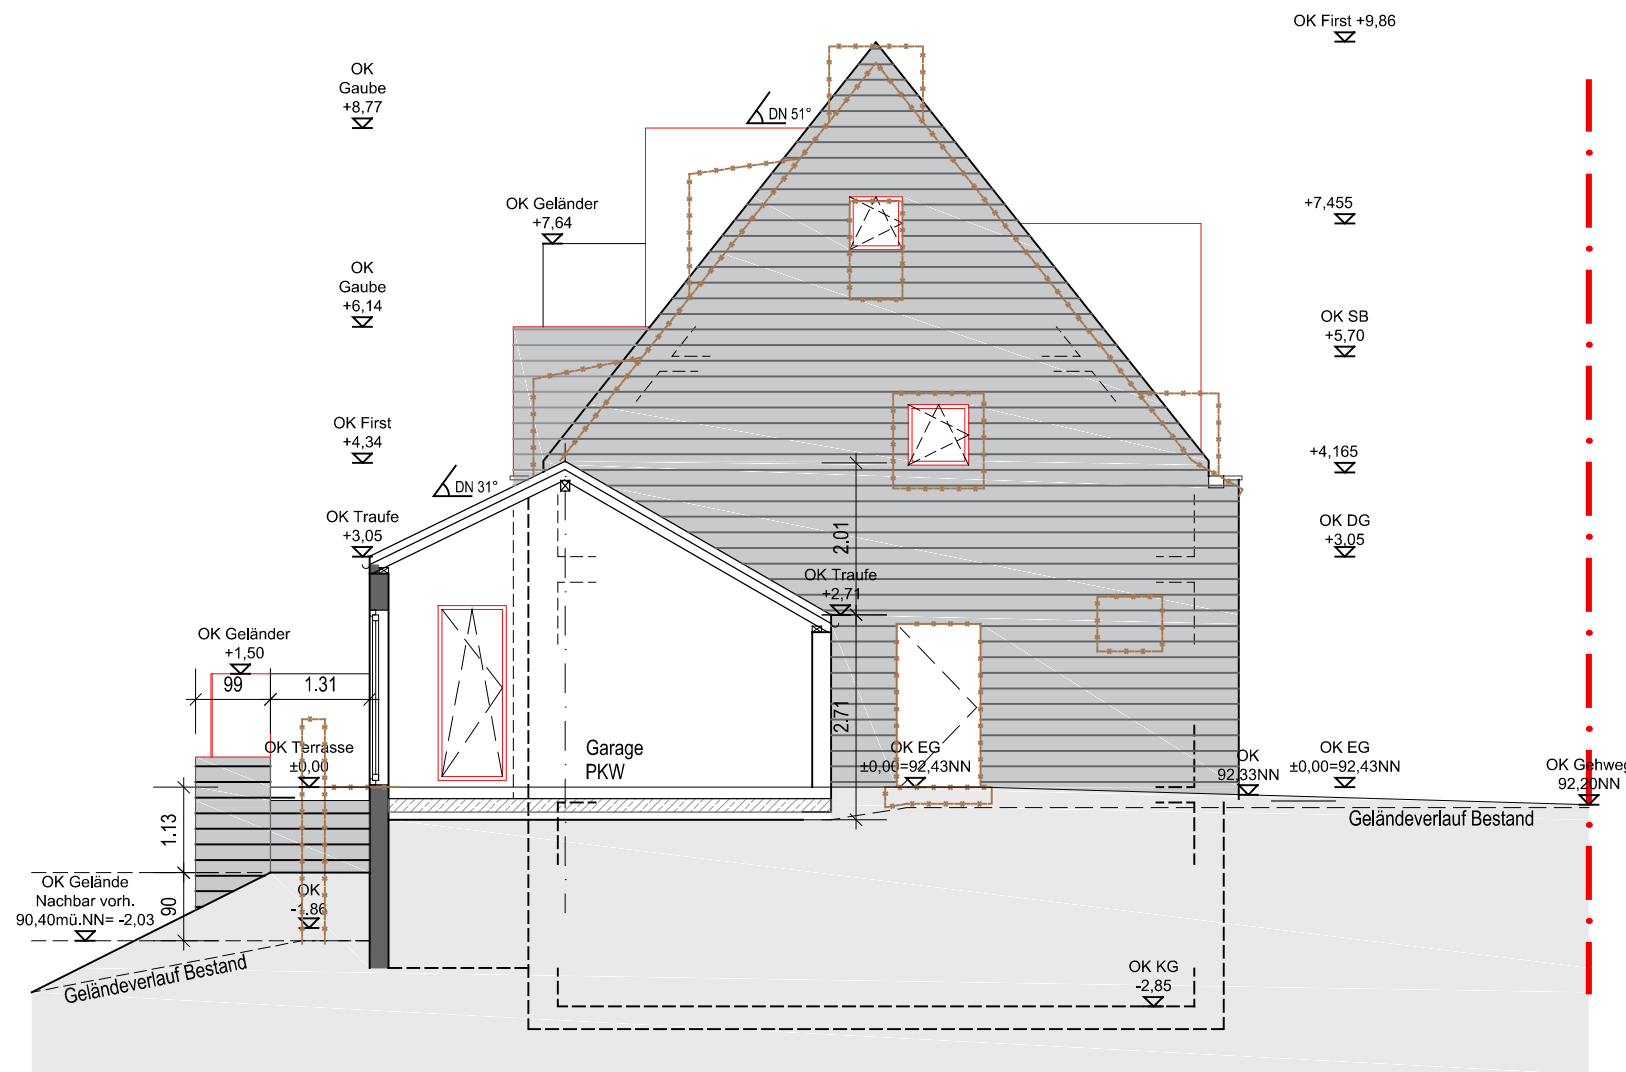 OK First +9,86
OK
Gaube
+8,77
DN 51°
OK Geländer
+7,64
+7,455
OK
Gaube
+6,14
OK SB
+5,70
OK First
+4,34
+4,165
DN 31°
OK Traufe
+3,05
OK DG
+3,05
2.01
OK Traufe
+2,71
OK Geländer
+1,50
99
1.31
2.71
Garage
PKW
OK Terrasse
±0,00
OK EG
±0,00=92,43NN
OK
92,33NN
OK EG
±0,00=92,43NN
OK Gehweg
92,20NN
Geländeverlauf Bestand
1.13
90
OK Gelände
Nachbar vorh.
90,40mü.NN= -2,03
OK
-1,86
Geländeverlauf Bestand
OK KG
-2,85